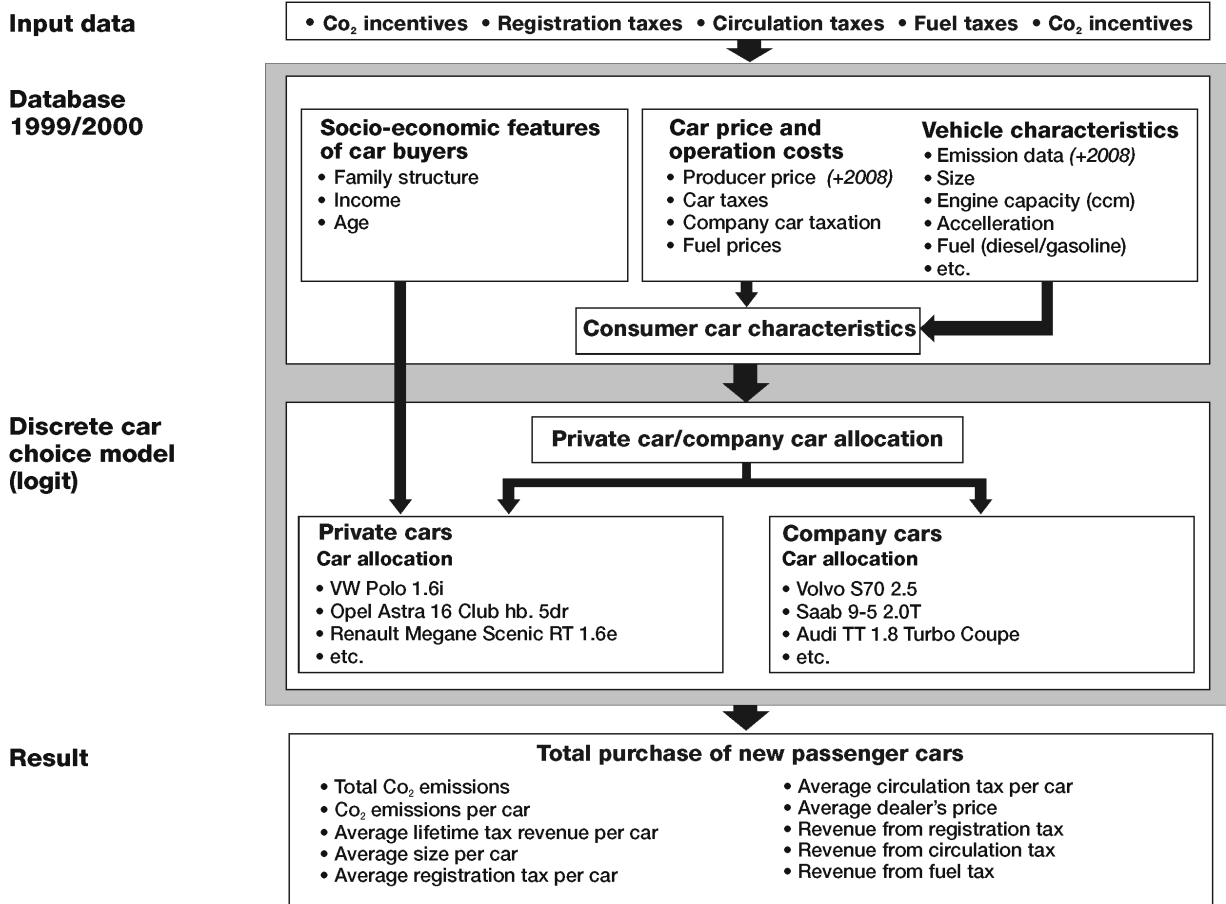 Input data
• Co₂ incentives • Registration taxes • Circulation taxes • Fuel taxes • Co₂ incentives
Database
1999/2000
Socio-economic features
of car buyers
• Family structure
• Income
• Age
Car price and
operation costs
• Producer price (+2008)
• Car taxes
• Company car taxation
• Fuel prices
Vehicle characteristics
• Emission data (+2008)
• Size
• Engine capacity (ccm)
• Accelleration
• Fuel (diesel/gasoline)
• etc.
Consumer car characteristics
Discrete car
choice model
(logit)
Private car/company car allocation
Private cars
Car allocation
• VW Polo 1.6i
• Opel Astra 16 Club hb. 5dr
• Renault Megane Scenic RT 1.6e
• etc.
Company cars
Car allocation
• Volvo S70 2.5
• Saab 9-5 2.0T
• Audi TT 1.8 Turbo Coupe
• etc.
Result
Total purchase of new passenger cars
• Total Co₂ emissions
• Co₂ emissions per car
• Average lifetime tax revenue per car
• Average size per car
• Average registration tax per car
• Average circulation tax per car
• Average dealer's price
• Revenue from registration tax
• Revenue from circulation tax
• Revenue from fuel tax